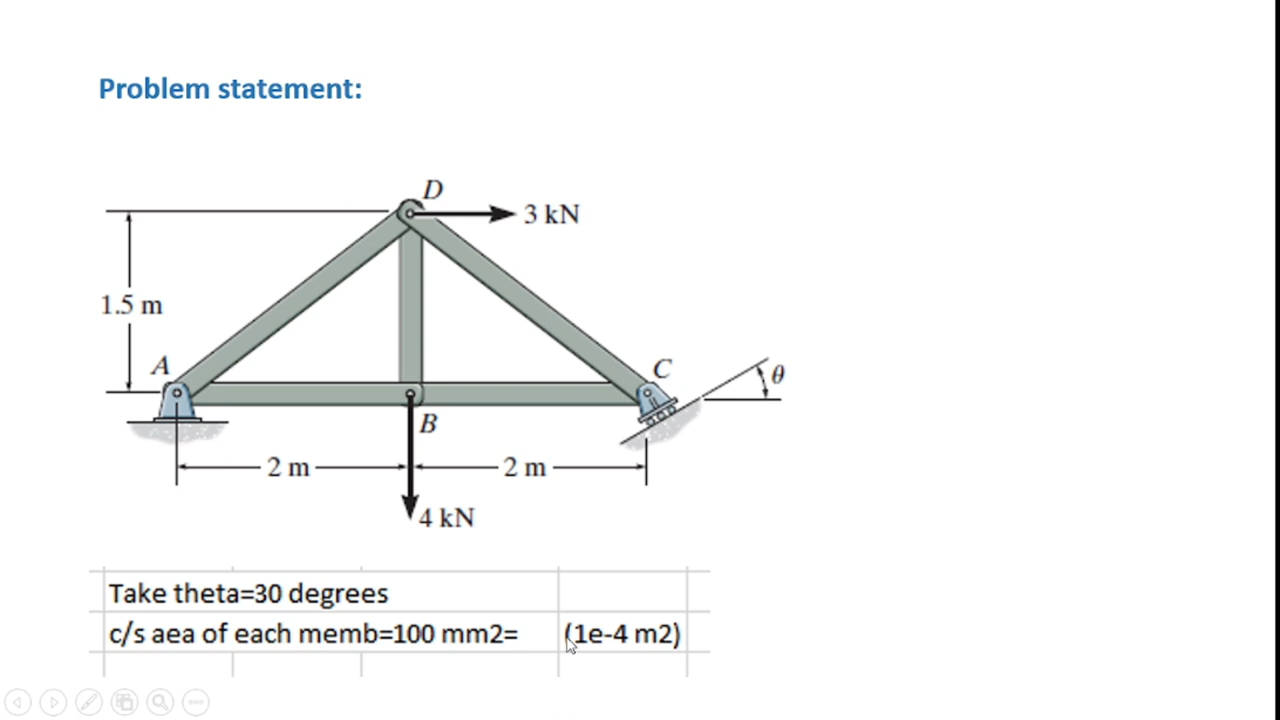 Problem statement:
D
3 kN
1.5 m
A
C
θ
B
2 m
2 m
4 kN
Take theta=30 degrees
c/s aea of each memb=100 mm2= (1e-4 m2)